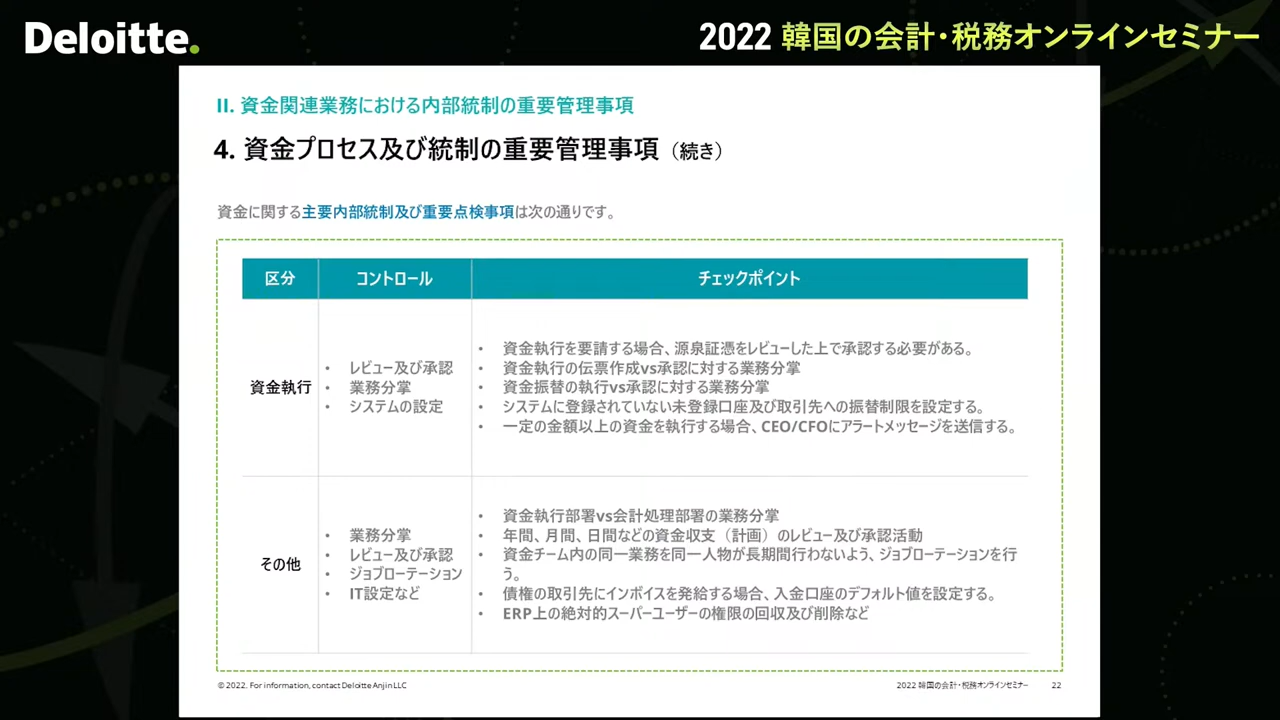 Deloitte.
2022 韓国の会計・税務オンラインセミナー
II. 資金関連業務における内部統制の重要管理事項
4. 資金プロセス及び統制の重要管理事項（続き）
資金に関する主要内部統制及び重要点検事項は次の通りです。
区分 コントロール チェックポイント
資金執行
• レビュー及び承認
• 業務分掌
• システムの設定
• 資金執行を要請する場合、源泉証憑をレビューした上で承認する必要がある。
• 資金執行の伝票作成vs承認に対する業務分掌
• 資金振替の執行vs承認に対する業務分掌
• システムに登録されていない未登録口座及び取引先への振替制限を設定する。
• 一定の金額以上の資金を執行する場合、CEO/CFOにアラートメッセージを送信する。
その他
• 業務分掌
• レビュー及び承認
• ジョブローテーション
• IT設定など
• 資金執行部署vs会計処理部署の業務分掌
• 年間、月間、日間などの資金収支（計画）のレビュー及び承認活動
• 資金チーム内の同一業務を同一人物が長期間行わないよう、ジョブローテーションを行
う。
• 債権の取引先にインボイスを発給する場合、入金口座のデフォルト値を設定する。
• ERP上の絶対的スーパーユーザーの権限の回収及び削除など
© 2022. For information, contact Deloitte Anjin LLC
2022 韓国の会計・税務オンラインセミナー 22